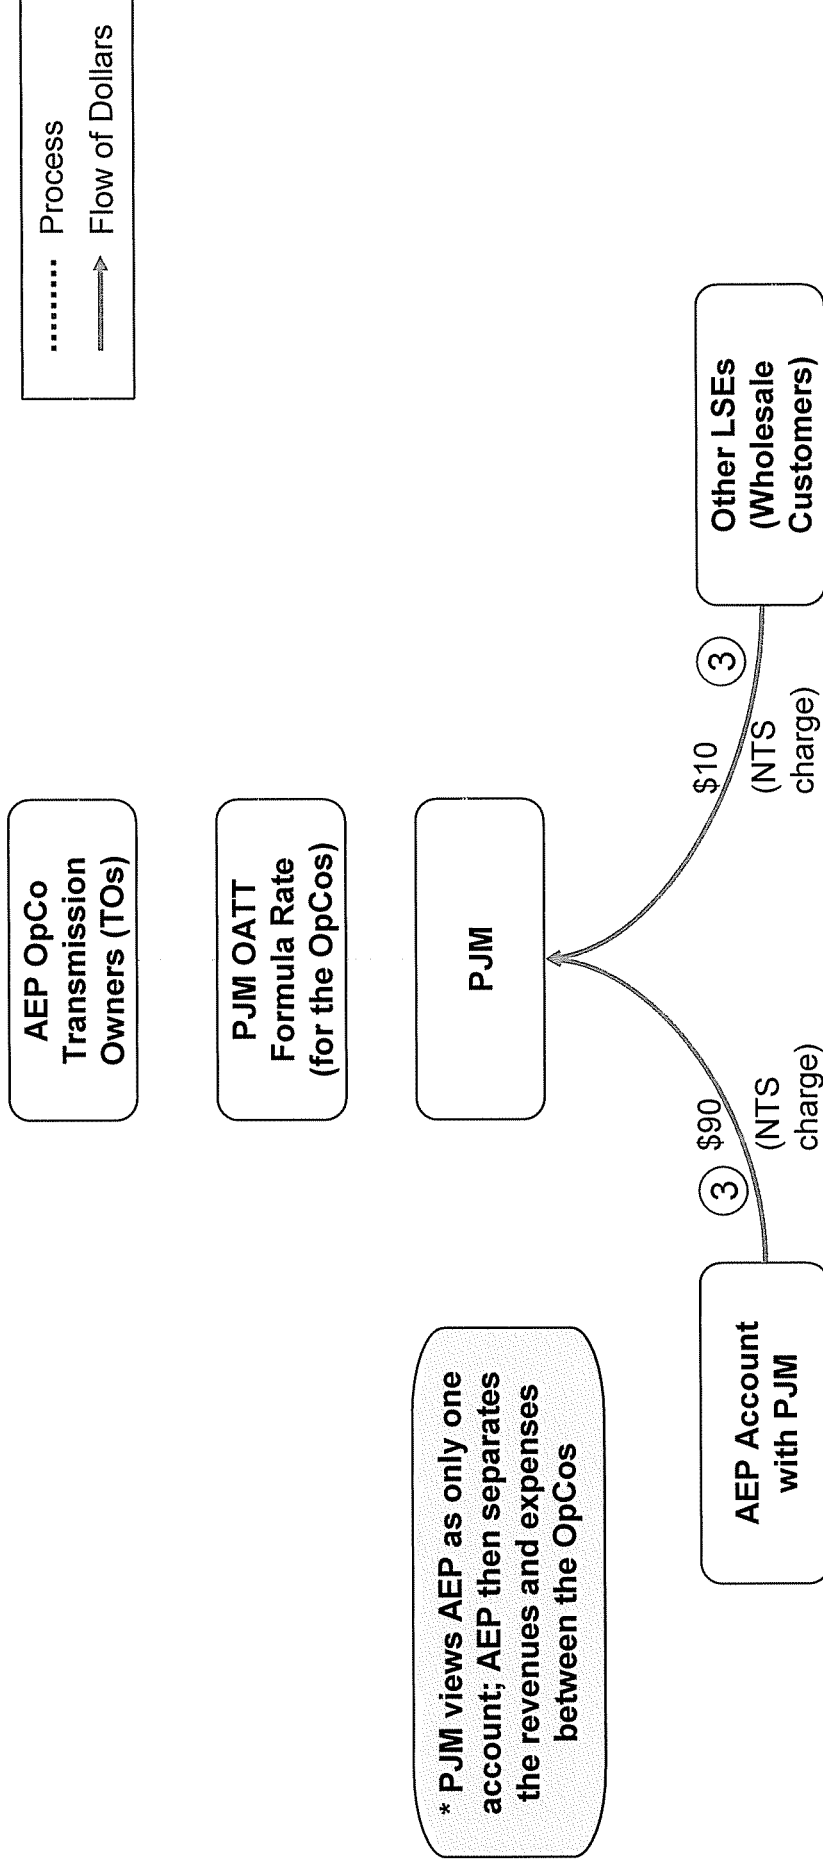 ......... Process
Flow of Dollars
AEP OpCo
Transmission
Owners (TOs)
PJM OATT
Formula Rate
(for the OpCos)
* PJM views AEP as only one
account; AEP then separates
the revenues and expenses
between the OpCos
PJM
3
$90
(NTS
charge)
$10
(NTS
charge)
3
AEP Account
with PJM
Other LSEs
(Wholesale
Customers)